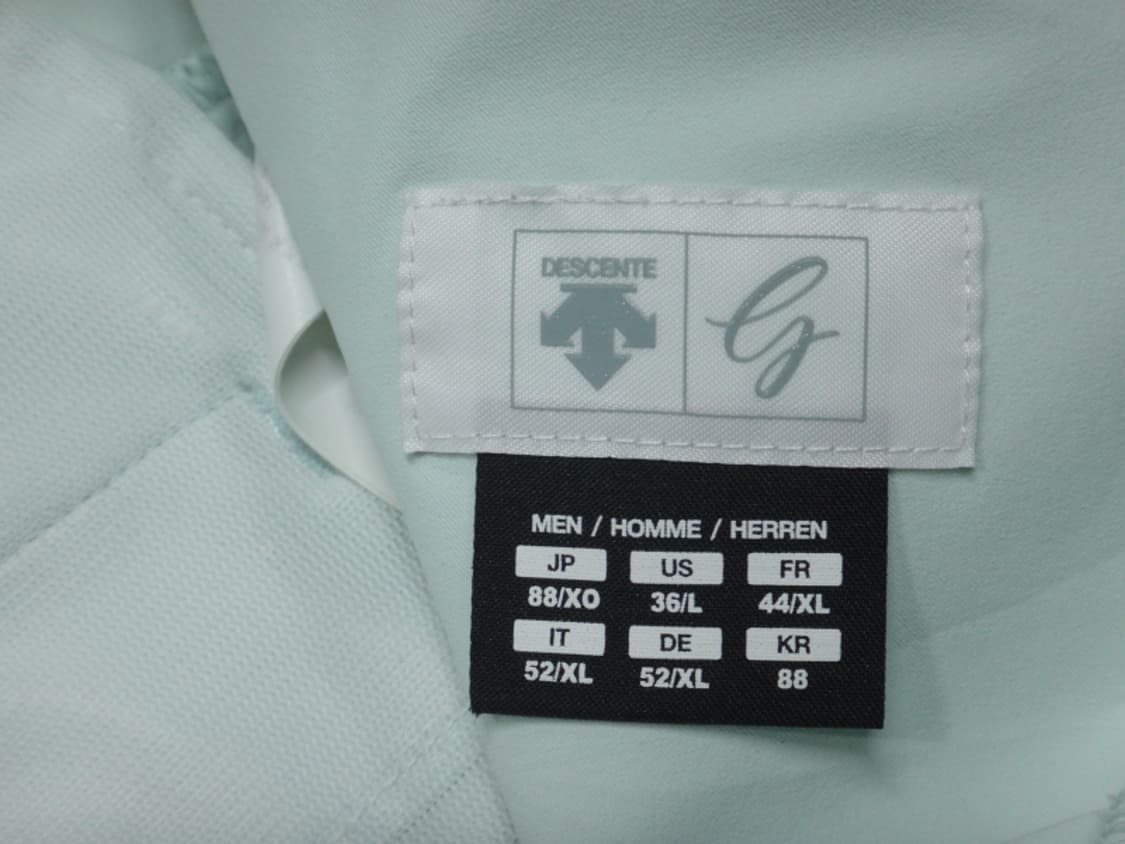 DESCENTE
g
MEN / HOMME / HERREN
JP US FR
88/XO 36/L 44/XL
IT DE KR
52/XL 52/XL 88